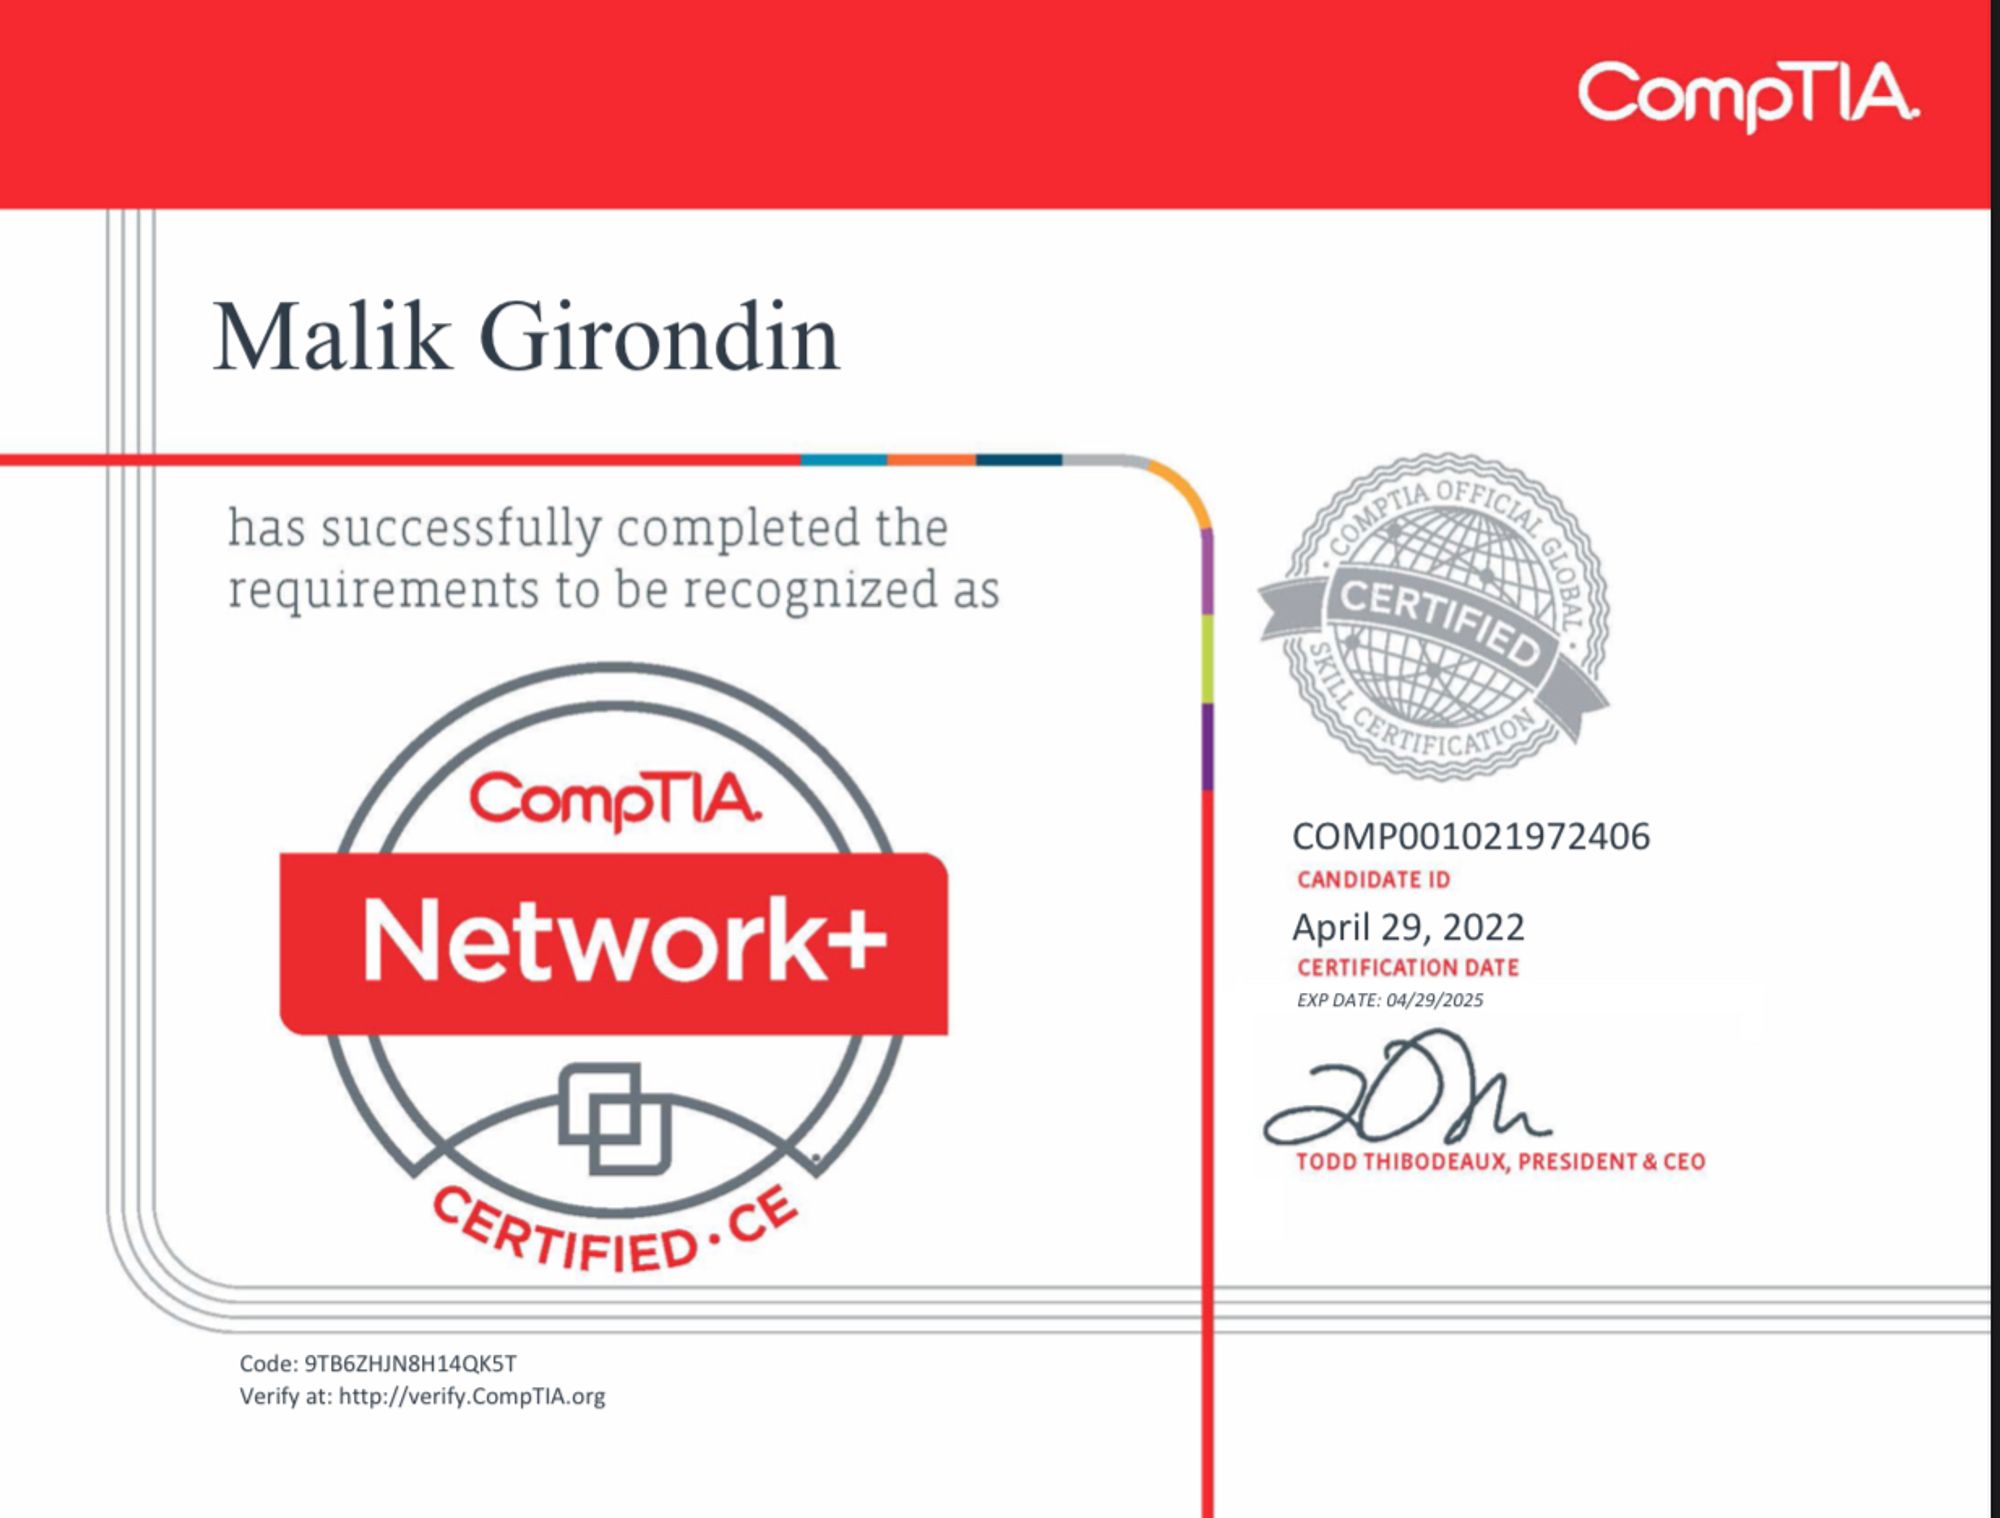 CompTIA.
Malik Girondin
has successfully completed the
requirements to be recognized as
COMPTIA OFFICIAL GLOBAL
CERTIFIED
SKILL CERTIFICATION
CompTIA.
Network+
CERTIFIED • CE
COMP001021972406
CANDIDATE ID
April 29, 2022
CERTIFICATION DATE
EXP DATE: 04/29/2025
TODD THIBODEAUX, PRESIDENT & CEO
Code: 9TB6ZHJN8H14QK5T
Verify at: http://verify.CompTIA.org